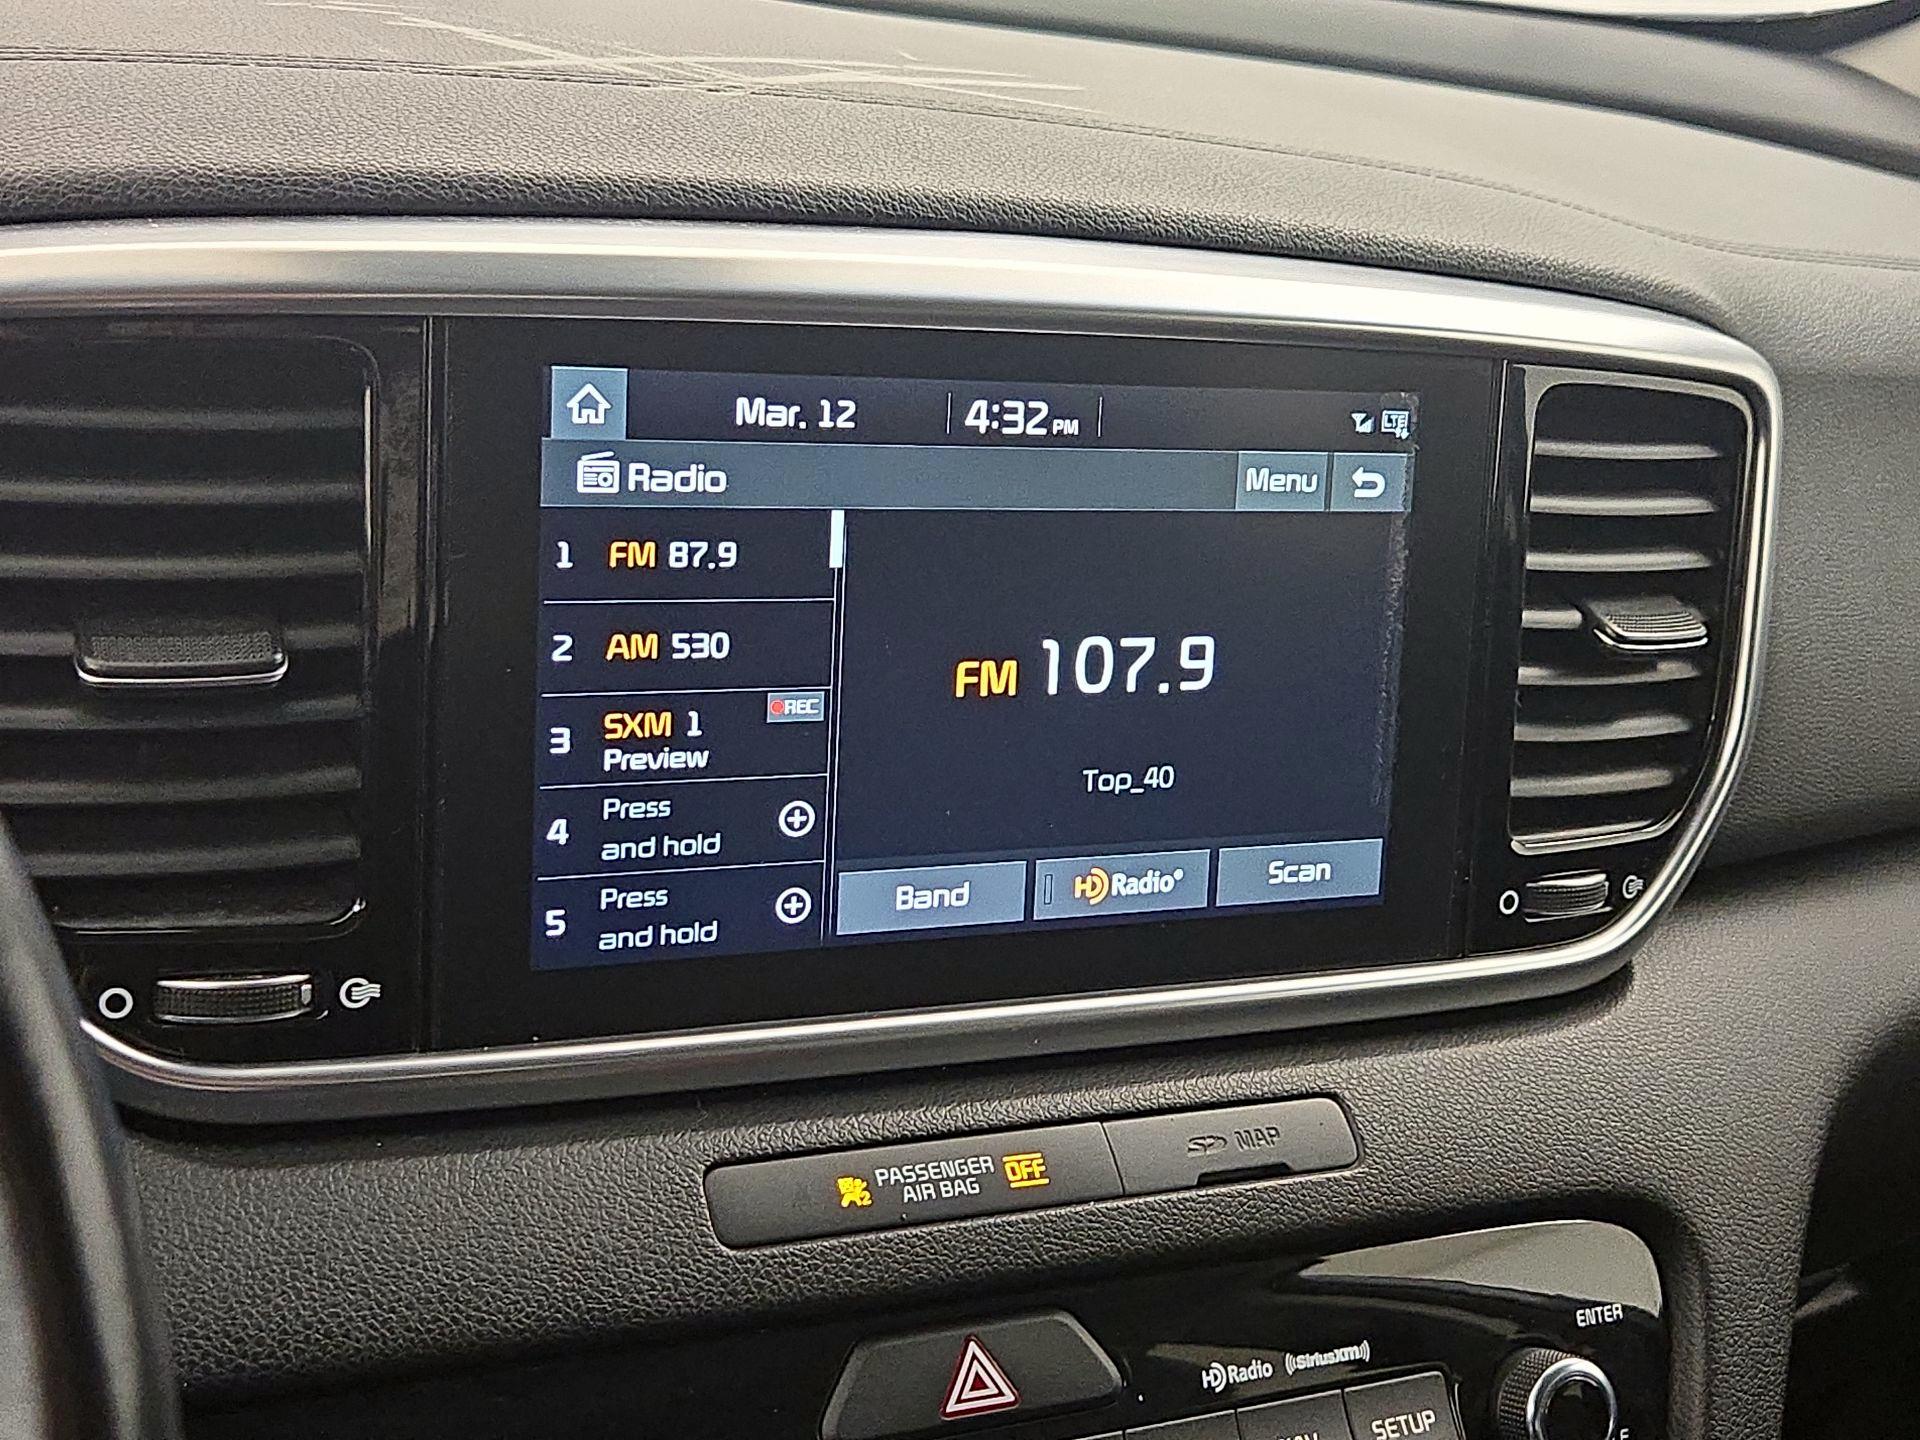 Mar. 12 4:32 PM LTE
Radio Menu
1 FM 87.9
2 AM 530
3 SXM 1 REC
Preview
4 Press
and hold
5 Press
and hold
FM 107.9
Top_40
Band HD Radio® Scan
PASSENGER OFF
AIR BAG
2
SD MAP
ENTER
HD Radio ((SiriusXM))
SETUP